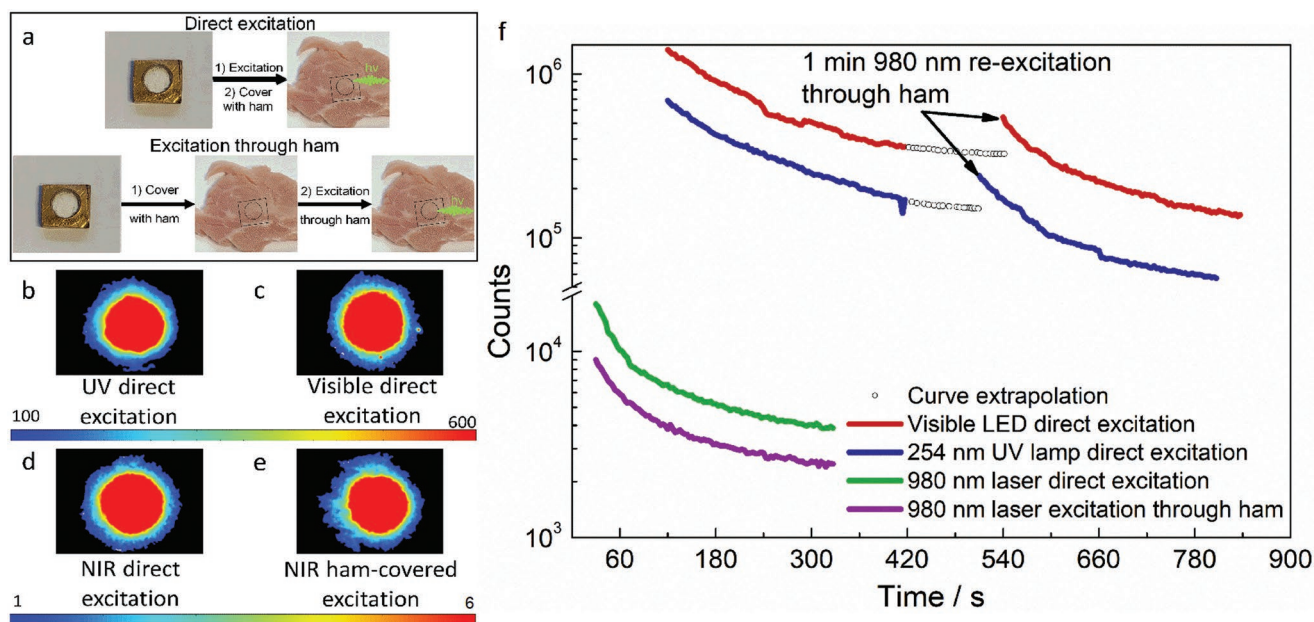 a
Direct excitation
1) Excitation
2) Cover
with ham
hν
Excitation through ham
1) Cover
with ham
2) Excitation
through ham
hν
b
UV direct
excitation
c
Visible direct
excitation
100
600
d
NIR direct
excitation
e
NIR ham-covered
excitation
1
6
f
Counts
10⁶
10⁵
10⁴
10³
1 min 980 nm re-excitation
through ham
Curve extrapolation
Visible LED direct excitation
254 nm UV lamp direct excitation
980 nm laser direct excitation
980 nm laser excitation through ham
60 180 300 420 540 660 780 900
Time / s